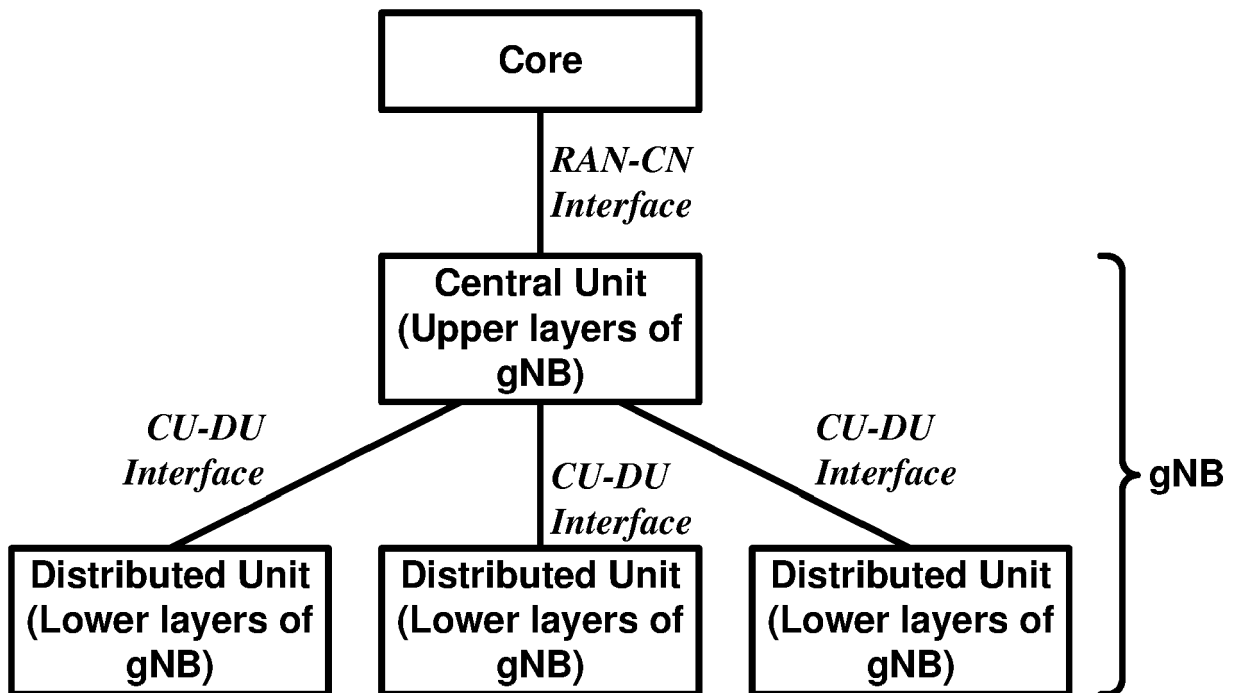 Core
RAN-CN
Interface
Central Unit
(Upper layers of
gNB)
CU-DU
Interface
CU-DU
Interface
CU-DU
Interface
gNB
Distributed Unit
(Lower layers of
gNB)
Distributed Unit
(Lower layers of
gNB)
Distributed Unit
(Lower layers of
gNB)